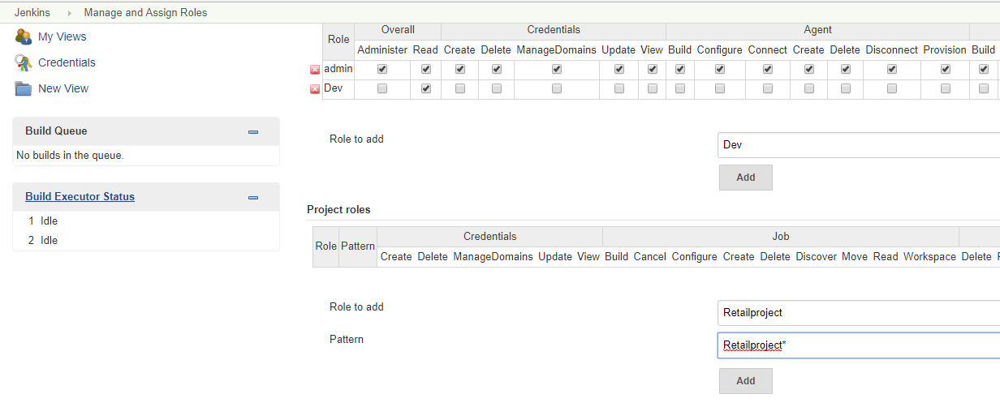 Jenkins Manage and Assign Roles
My Views
Credentials
New View
Build Queue
No builds in the queue.
Build Executor Status
1 Idle
2 Idle
Role Overall Credentials Agent
Administer Read Create Delete ManageDomains Update View Build Configure Connect Create Delete Disconnect Provision Build
admin
Dev
Role to add Dev
Add
Project roles
Role Pattern Credentials Job
Create Delete ManageDomains Update View Build Cancel Configure Create Delete Discover Move Read Workspace Delete
Role to add Retailproject
Pattern Retailproject*
Add